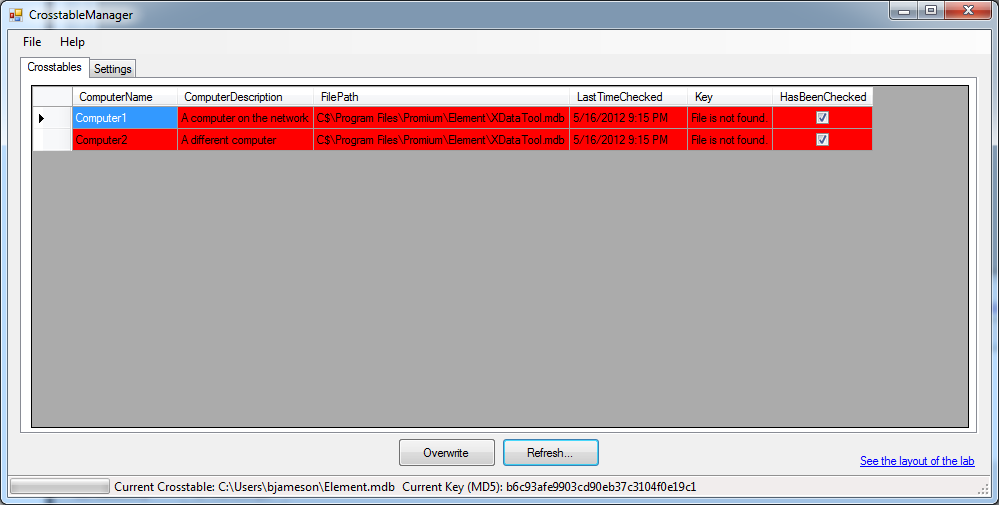 CrosstableManager
File Help
Crosstables Settings
ComputerName ComputerDescription FilePath LastTimeChecked Key HasBeenChecked
Computer1 A computer on the network C$\Program Files\Promium\Element\XDateTool.mdb 5/16/2012 9:15 PM File is not found.
Computer2 A different computer C$\Program Files\Promium\Element\XDateTool.mdb 5/16/2012 9:15 PM File is not found.
Overwrite Refresh...
See the layout of the lab
Current Crosstable: C:\Users\bjameson\Element.mdb Current Key (MD5): b6c93afe9903cd90eb37c3104f0e19c1